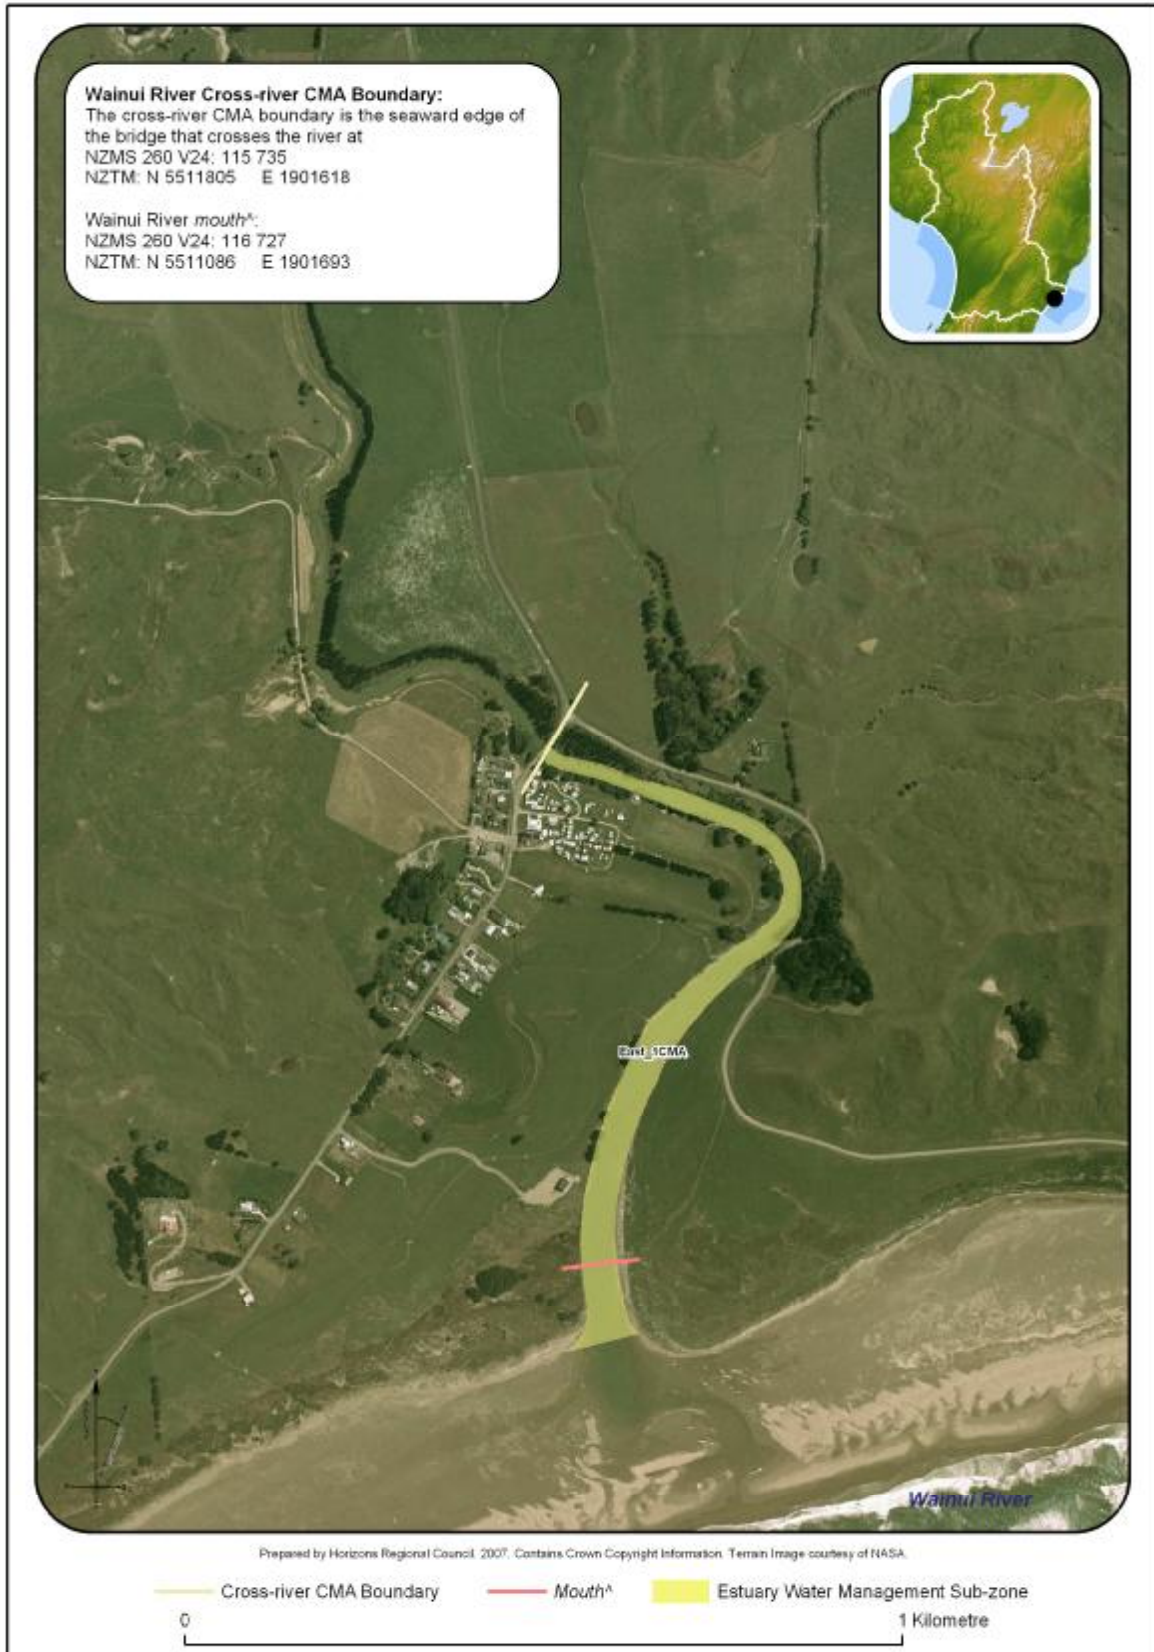 Wainui River Cross-river CMA Boundary:
The cross-river CMA boundary is the seaward edge of
the bridge that crosses the river at
NZMS 260 V24: 115 735
NZTM: N 5511805 E 1901618
Wainui River mouth^:
NZMS 260 V24: 116 727
NZTM: N 5511086 E 1901693
East_1CMA
Wainui River
Prepared by Horizons Regional Council. 2007. Contains Crown Copyright Information. Terrain Image courtesy of NASA.
Cross-river CMA Boundary Mouth^ Estuary Water Management Sub-zone
0 1 Kilometre